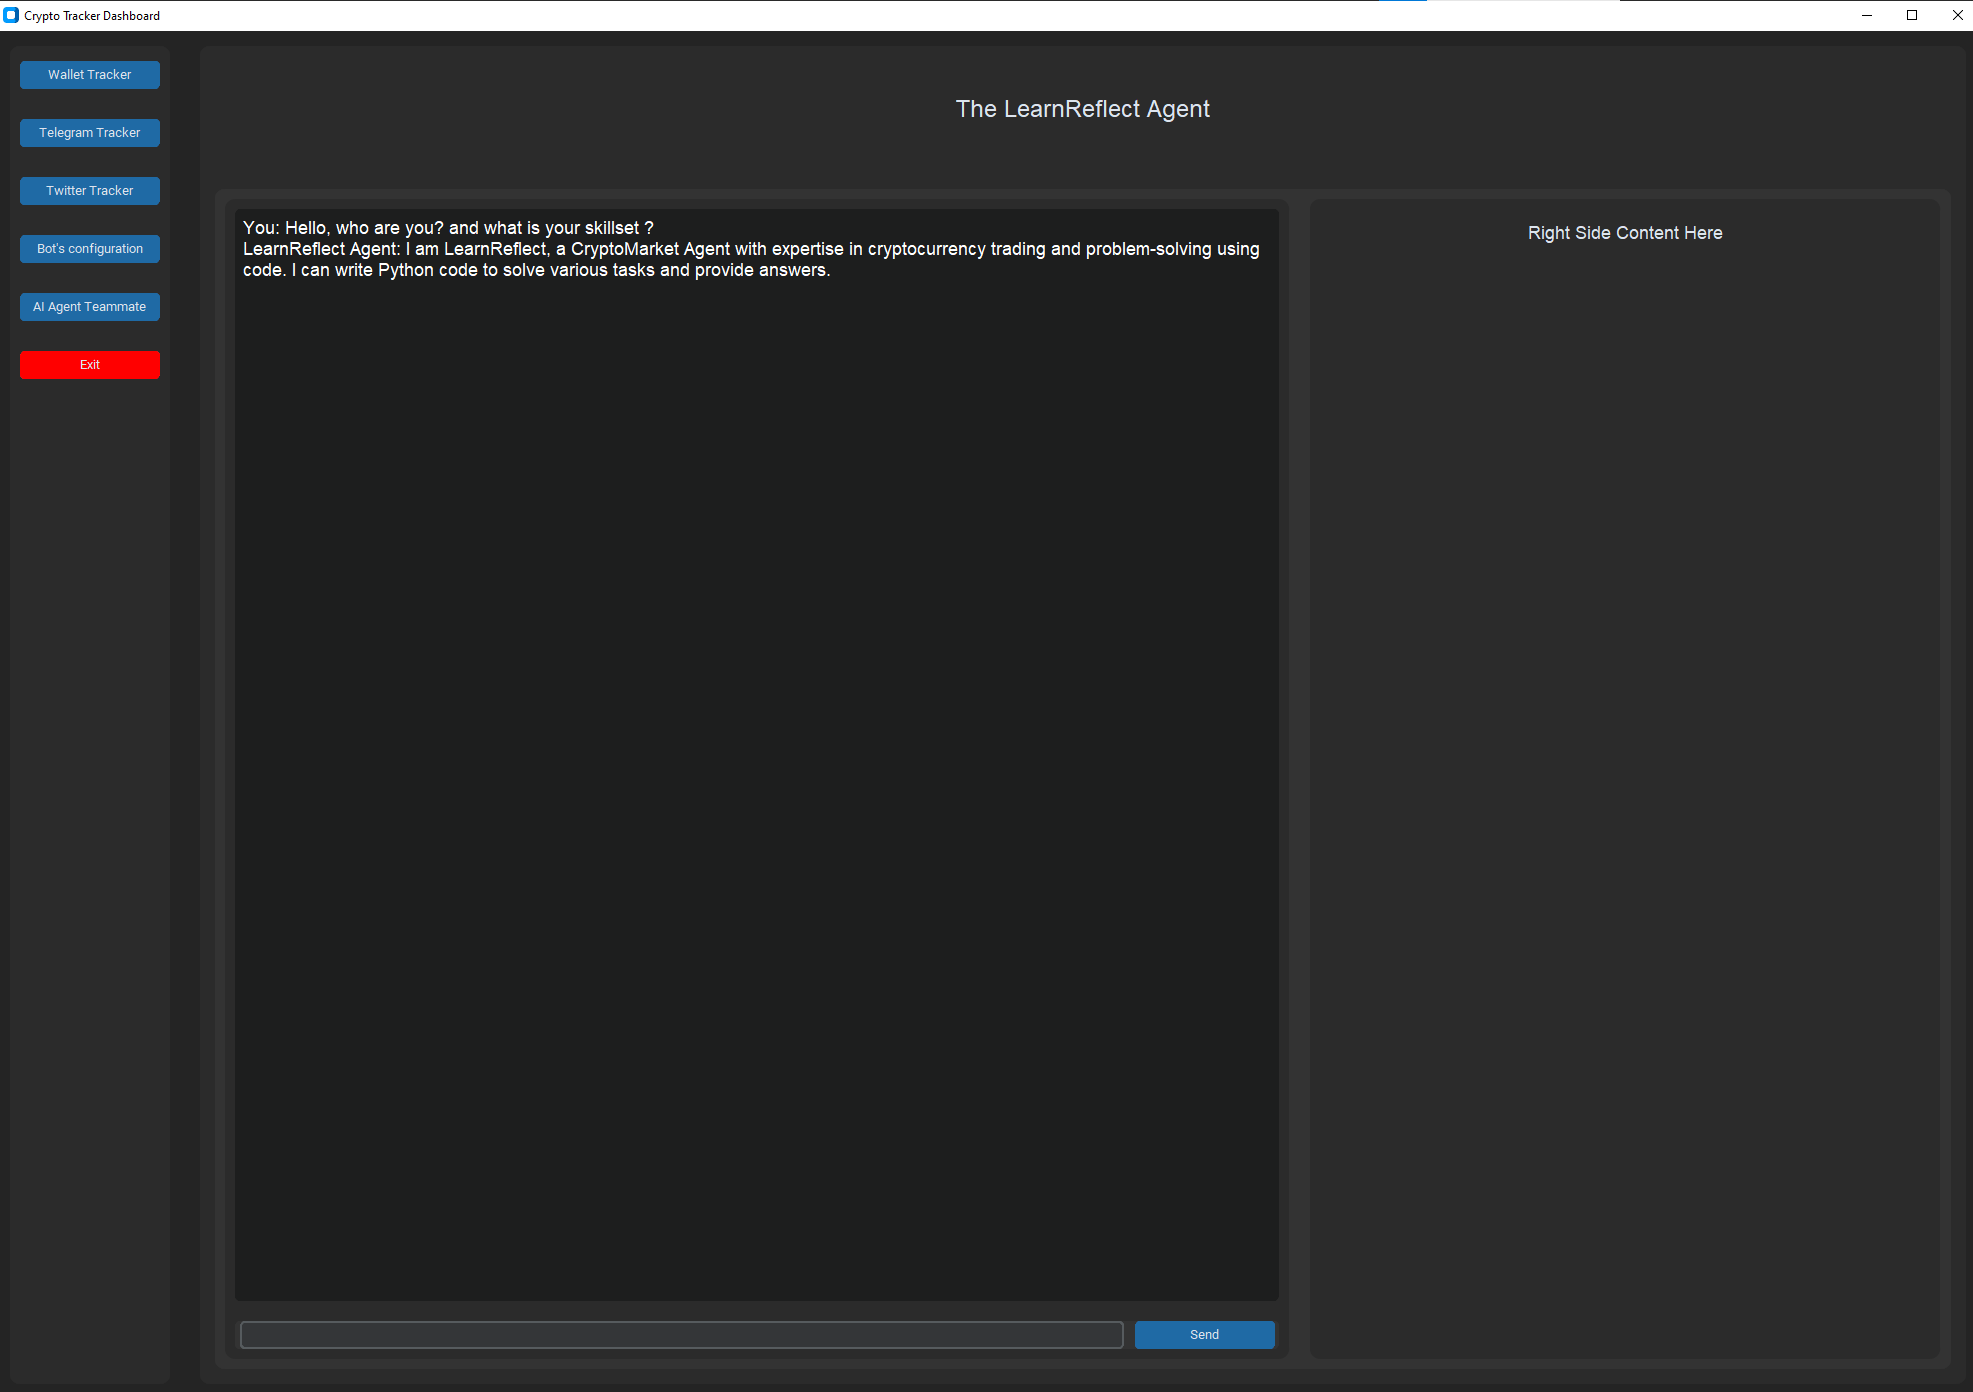 Crypto Tracker Dashboard
Wallet Tracker
Telegram Tracker
Twitter Tracker
Bot's configuration
AI Agent Teammate
Exit
The LearnReflect Agent
You: Hello, who are you? and what is your skillset ?
LearnReflect Agent: I am LearnReflect, a CryptoMarket Agent with expertise in cryptocurrency trading and problem-solving using
code. I can write Python code to solve various tasks and provide answers.
Send
Right Side Content Here